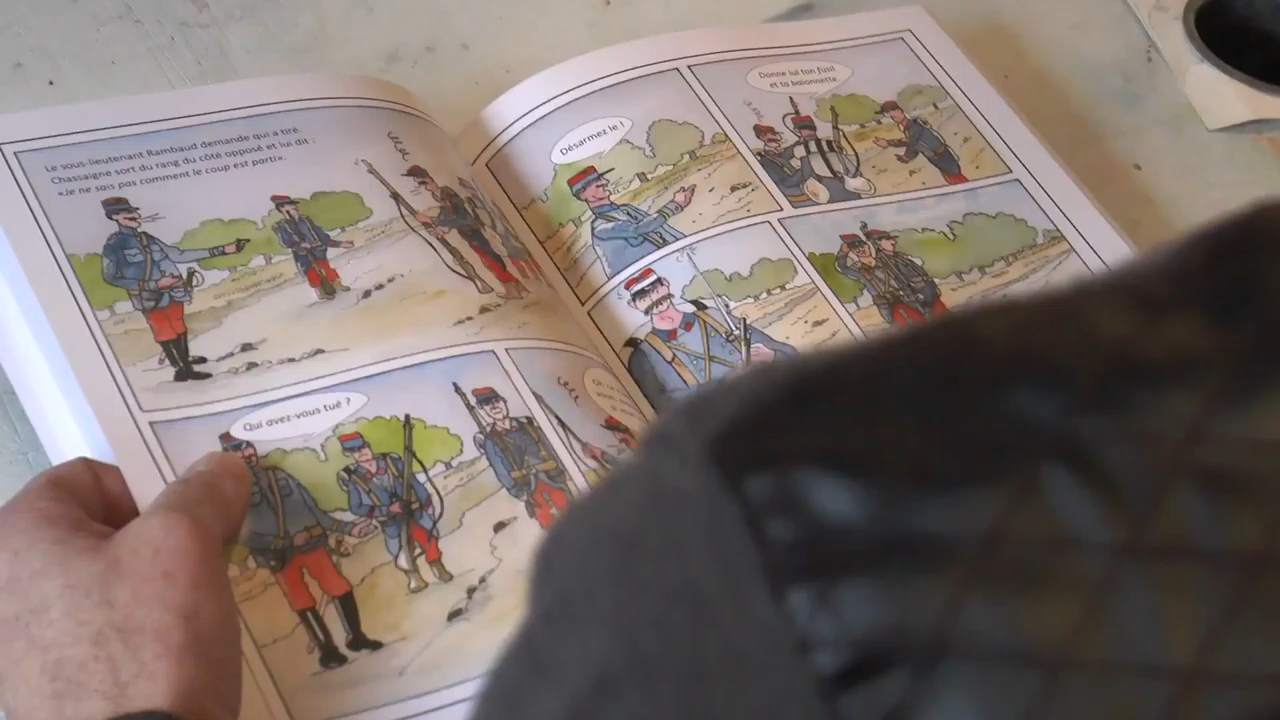 Le sous-lieutenant Rambaud demande qui a tiré.
Chassaigne sort du rang du côté opposé et lui dit :
«Je ne sais pas comment le coup est parti».
Qui avez-vous tué ?
Désarmez le !
Donne lui ton fusil
et ta baïonnette